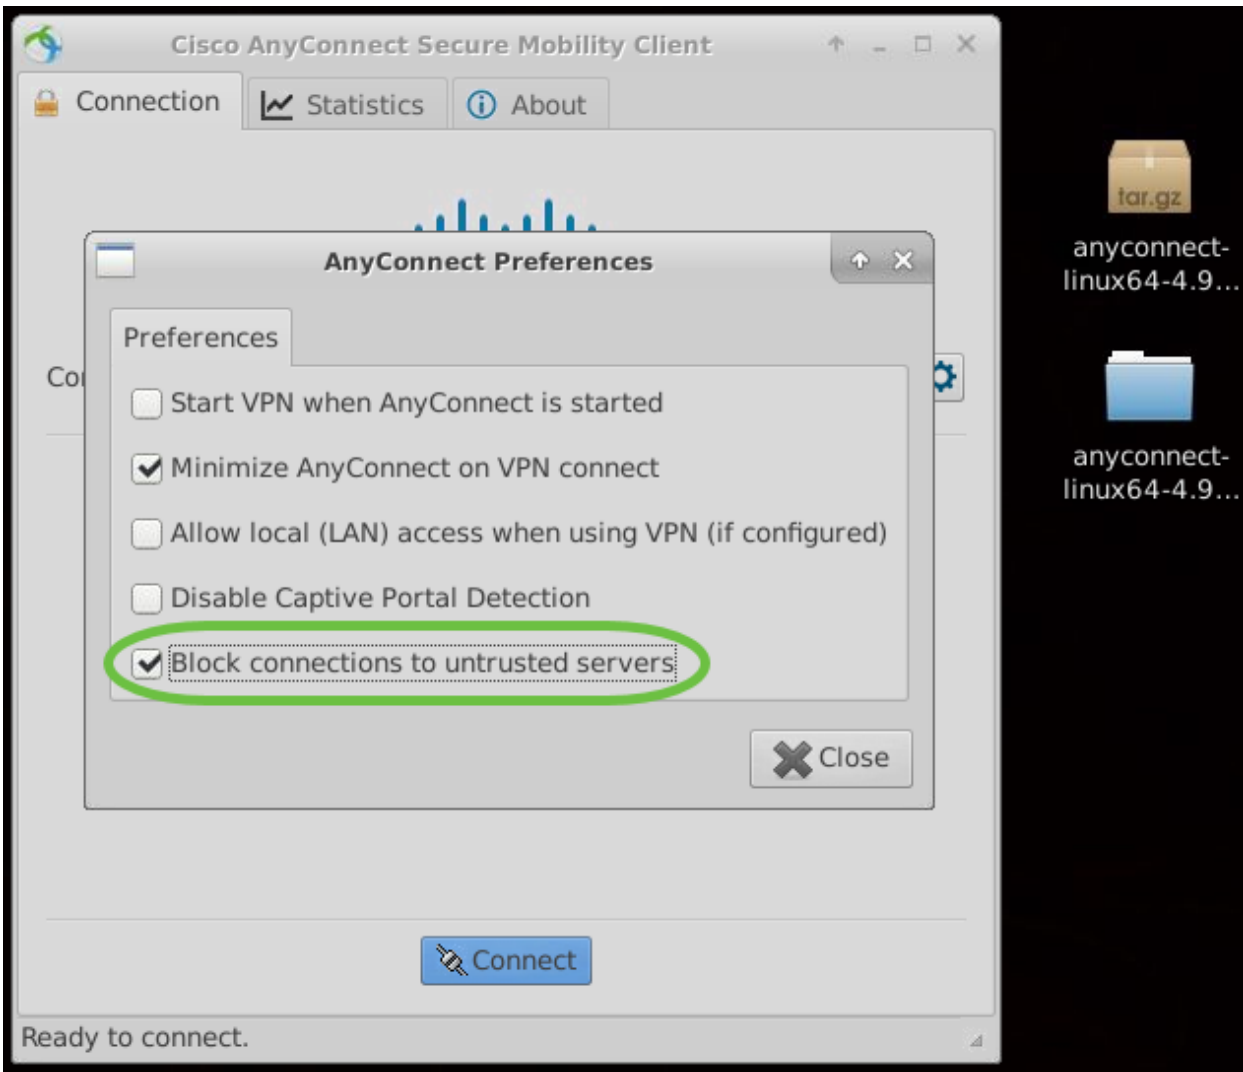 Cisco AnyConnect Secure Mobility Client
Connection
Statistics
About
AnyConnect Preferences
Preferences
Start VPN when AnyConnect is started
Minimize AnyConnect on VPN connect
Allow local (LAN) access when using VPN (if configured)
Disable Captive Portal Detection
Block connections to untrusted servers
Close
Connect
Ready to connect.
tar.gz
anyconnect-
linux64-4.9...
anyconnect-
linux64-4.9...